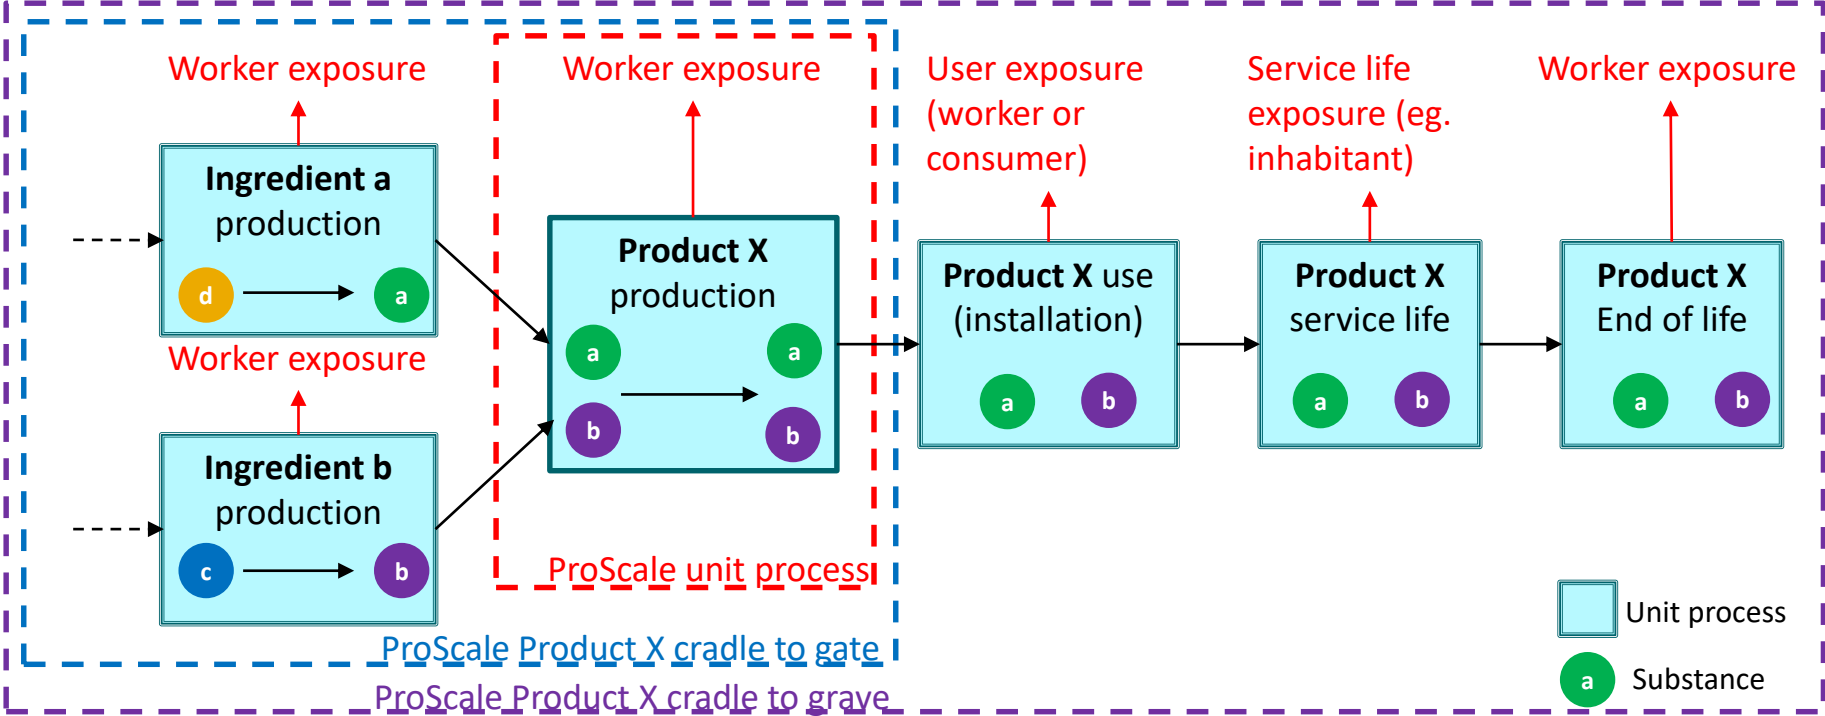 Worker exposure
Ingredient a
production
d
a
Worker exposure
Ingredient b
production
c
b
Worker exposure
Product X
production
a
a
b
b
ProScale unit process
ProScale Product X cradle to gate
ProScale Product X cradle to grave
User exposure
(worker or
consumer)
Product X use
(installation)
a
b
Service life
exposure (eg.
inhabitant)
Product X
service life
a
b
Worker exposure
Product X
End of life
a
b
Unit process
a
Substance